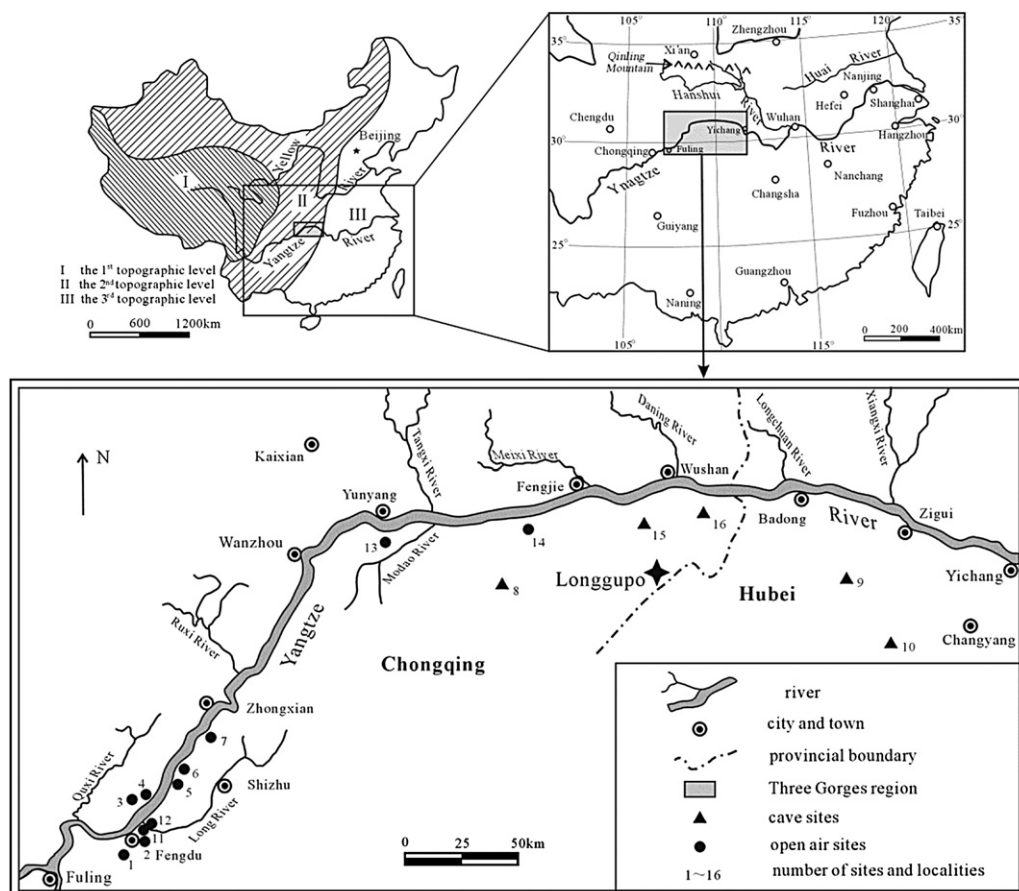 Beijing
Yellow
River
I
II
III
Yangtze
River
I the 1st topographic level
II the 2nd topographic level
III the 3rd topographic level
0 600 1200km
105° 110° 115° 120°
35° 35°
Zhengzhou
Xi'an
Qinling
Mountain
Hanshui
River
Huai River
Nanjing
Hefei
Shanghai
Chengdu
Wuhan
30° 30°
Yichang
Hangzhou
Chongqing
Fuling
Ynagtze
River
Nanchang
Changsha
Fuzhou
Taibei
Guiyang
25° 25°
Guangzhou
Naning
105° 115°
0 200 400km
N
Kaixian
Tangxi River
Meixi River
Daning River
Longchuan River
Xiangxi River
Yunyang
Fengjie
Wushan
Badong
River
Zigui
Wanzhou
13
Modao River
14
15
16
Longgupo
8
Hubei
9
Yichang
Changyang
10
Ruxi River
Yangtze
Chongqing
Zhongxian
7
Quxi River
4
3
6
5
Shizhu
12
11
Long River
1
2
Fengdu
Fuling
0 25 50km
river
city and town
provincial boundary
Three Gorges region
cave sites
open air sites
1~16 number of sites and localities